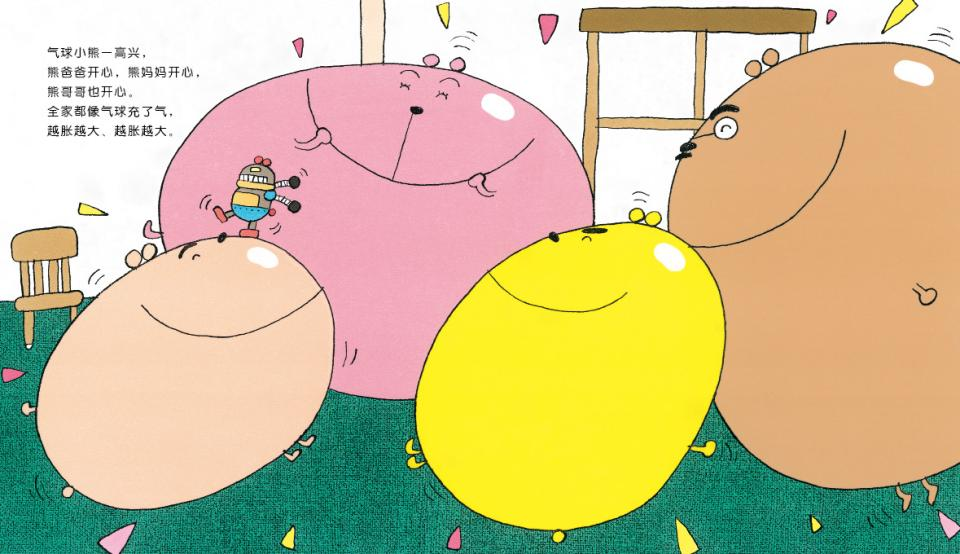 气球小熊一高兴，
熊爸爸开心，熊妈妈开心，
熊哥哥也开心。
全家都像气球充了气，
越胀越大、越胀越大。